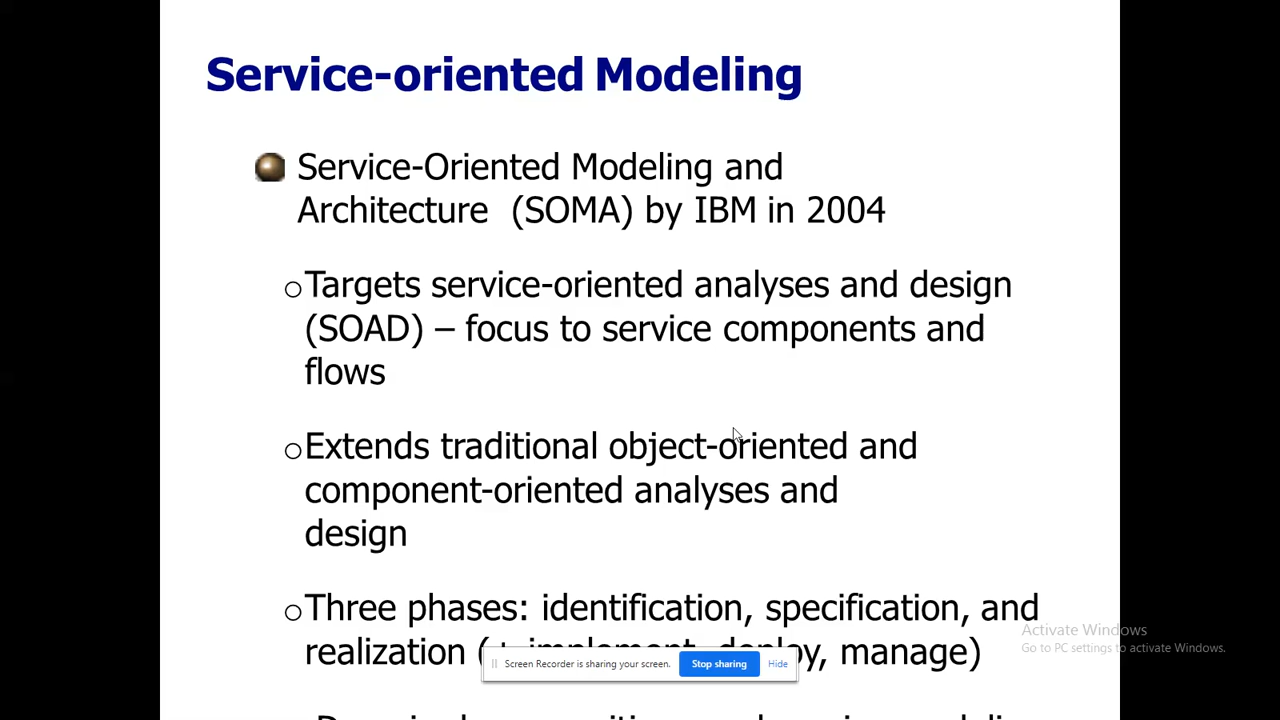 Service-oriented Modeling
Service-Oriented Modeling and
Architecture (SOMA) by IBM in 2004
oTargets service-oriented analyses and design
(SOAD) – focus to service components and
flows
oExtends traditional object-oriented and
component-oriented analyses and
design
oThree phases: identification, specification, and
realization (+ implement, deploy, manage)
Activate Windows
Go to PC settings to activate Windows.
Screen Recorder is sharing your screen.
Stop sharing
Hide